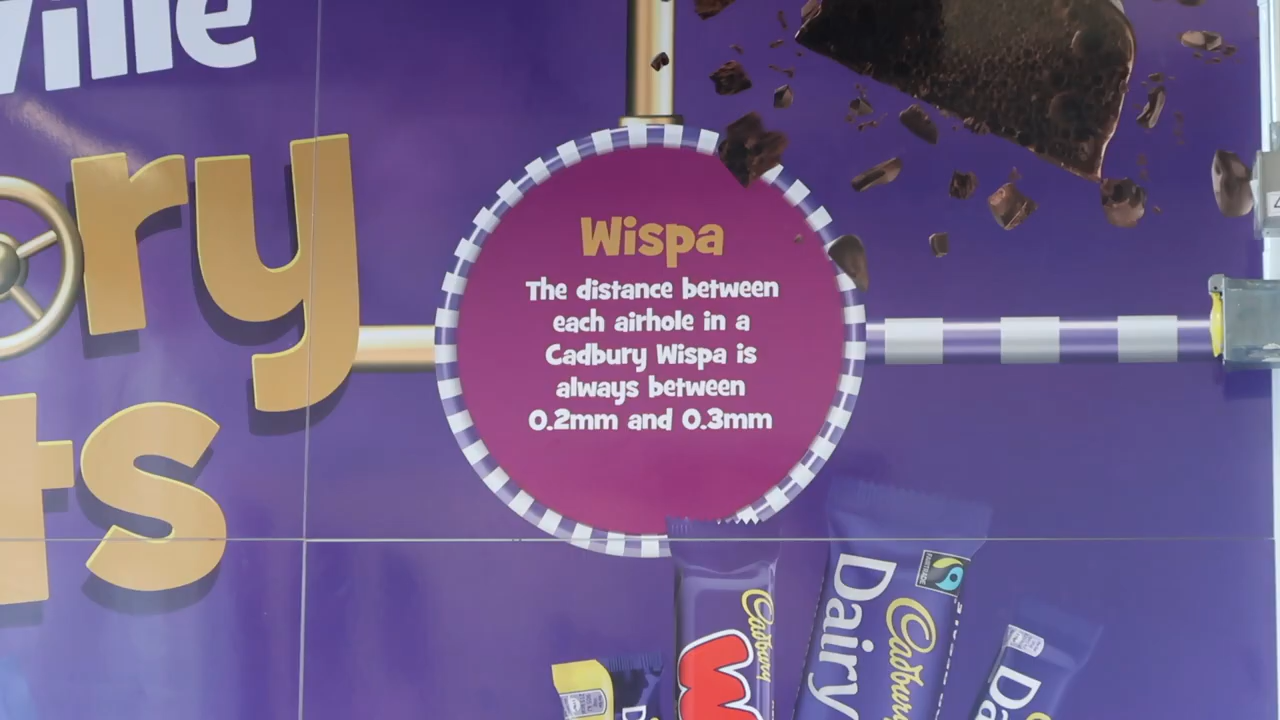 ville
ory
ts
Wispa
The distance between
each airhole in a
Cadbury Wispa is
always between
0.2mm and 0.3mm
Cadbury
W
FAIRTRADE
Cadbury
Dairy
Da
D